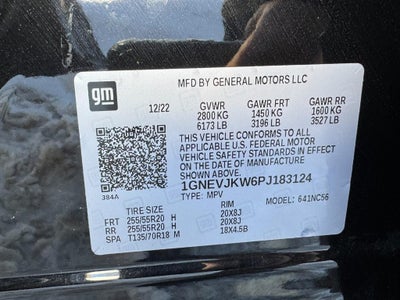 gm
MFD BY GENERAL MOTORS LLC
12/22 GVWR GAWR FRT GAWR RR
2800 KG 1450 KG 1600 KG
6173 LB 3196 LB 3527 LB
THIS VEHICLE CONFORMS TO ALL
APPLICABLE U.S. FEDERAL MOTOR
VEHICLE SAFETY AND BUMPER
STANDARDS IN EFFECT ON THE DATE
OF MANUFACTURE SHOWN ABOVE.
1GNEVJKW6PJ183124
384A TYPE: MPV MODEL: 641NC56
TIRE SIZE RIM
FRT 255/55R20 H 20X8J
RR 255/55R20 H 20X8J
SPA T135/70R18 M 18X4.5B